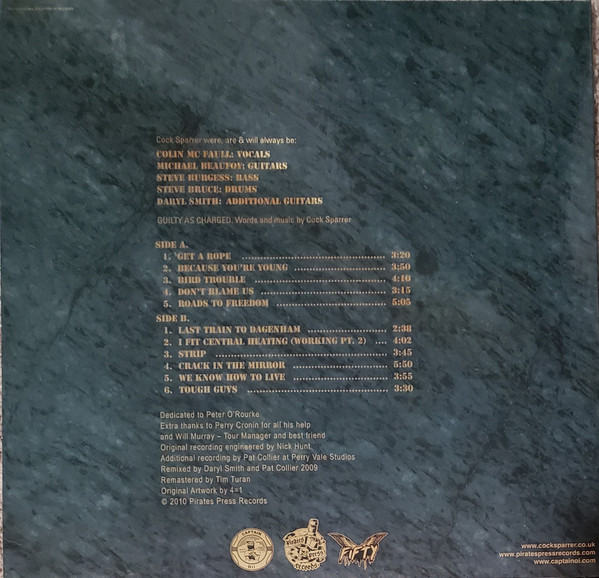 Cock Sparrer were, are & will always be:
COLIN MC FAULL: VOCALS
MICHAEL BEAUFOY: GUITARS
STEVE BURGESS: BASS
STEVE BRUCE: DRUMS
DARYL SMITH: ADDITIONAL GUITARS
GUILTY AS CHARGED. Words and music by Cock Sparrer
SIDE A.
1. GET A ROPE 3:20
2. BECAUSE YOU'RE YOUNG 3:50
3. BIRD TROUBLE 4:10
4. DON'T BLAME US 3:15
5. ROADS TO FREEDOM 5:05
SIDE B.
1. LAST TRAIN TO DAGENHAM 2:38
2. I FIT CENTRAL HEATING (WORKING PT. 2) 4:02
3. STRIP 3:45
4. CRACK IN THE MIRROR 5:50
5. WE KNOW HOW TO LIVE 3:55
6. TOUGH GUYS 3:30
Dedicated to Peter O'Rourke
Extra thanks to Perry Cronin for all his help
and Will Murray – Tour Manager and best friend
Original recording engineered by Nick Hunt,
Additional recording by Pat Collier at Perry Vale Studios
Remixed by Daryl Smith and Pat Collier 2009
Remastered by Tim Turan
Original Artwork by 4=1
© 2010 Pirates Press Records
CAPTAIN
OI!
Pirates
Press
RECORDS
FIFTY
www.cocksparrer.co.uk
www.piratespressrecords.com
www.captainoi.com